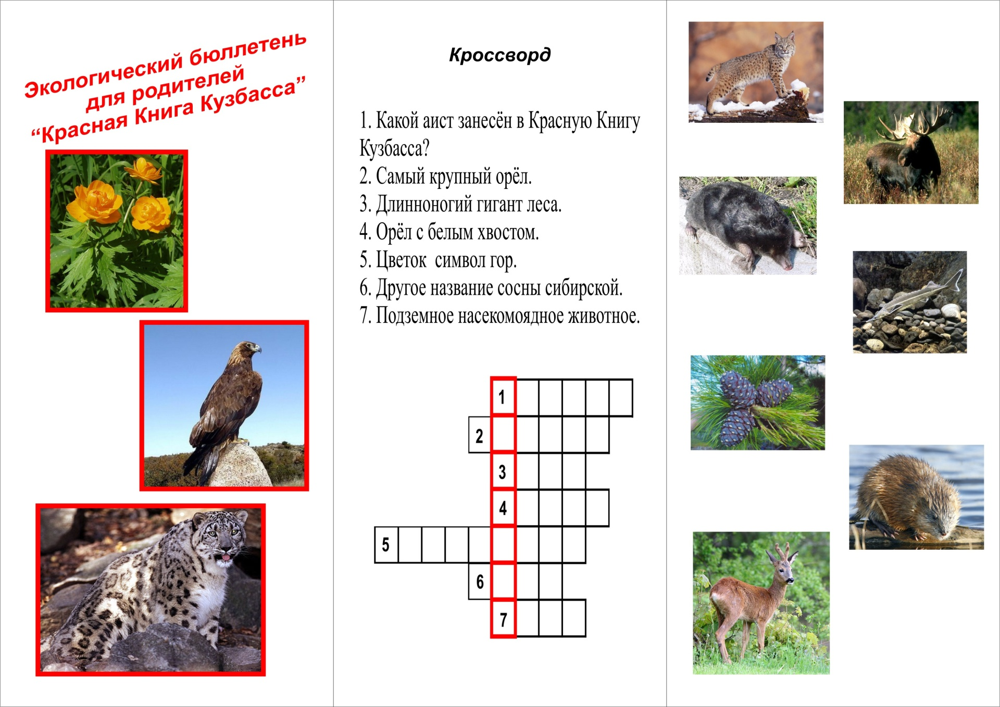 Экологический бюллетень
для родителей
“Красная Книга Кузбасса”
Кроссворд
1. Какой аист занесён в Красную Книгу
Кузбасса?
2. Самый крупный орёл.
3. Длинноногий гигант леса.
4. Орёл с белым хвостом.
5. Цветок  символ гор.
6. Другое название сосны сибирской.
7. Подземное насекомоядное животное.
1
2
3
4
5
6
7